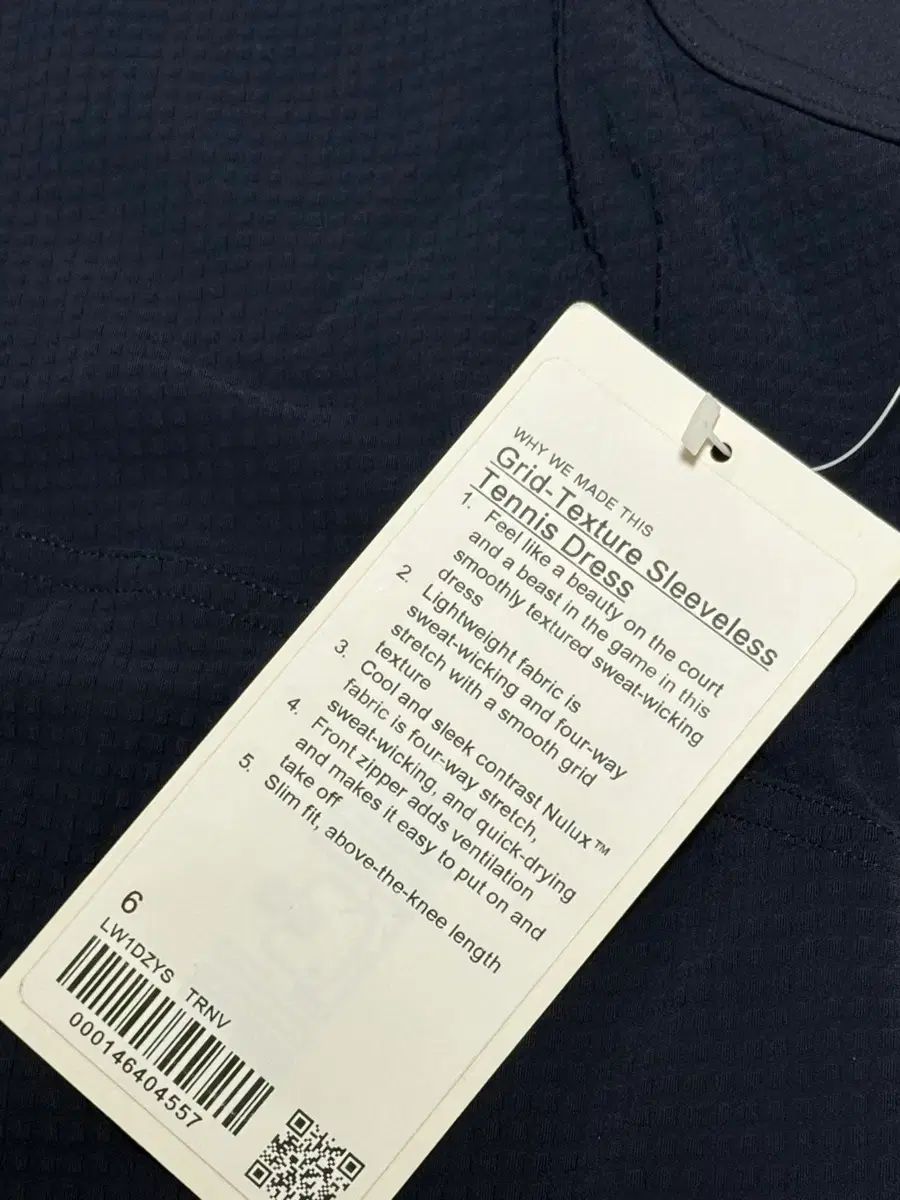 WHY WE MADE THIS
Grid-Texture Sleeveless
Tennis Dress
1. Feel like a beauty on the court
and a beast in the game in this
smoothly textured sweat-wicking
dress
2. Lightweight fabric is
sweat-wicking and four-way
stretch with a smooth grid
texture
3. Cool and sleek contrast Nulux™
fabric is four-way stretch,
sweat-wicking, and quick-drying
4. Front zipper adds ventilation
and makes it easy to put on and
take off
5. Slim fit, above-the-knee length
6
LW1DZYS TRNV
000146404557